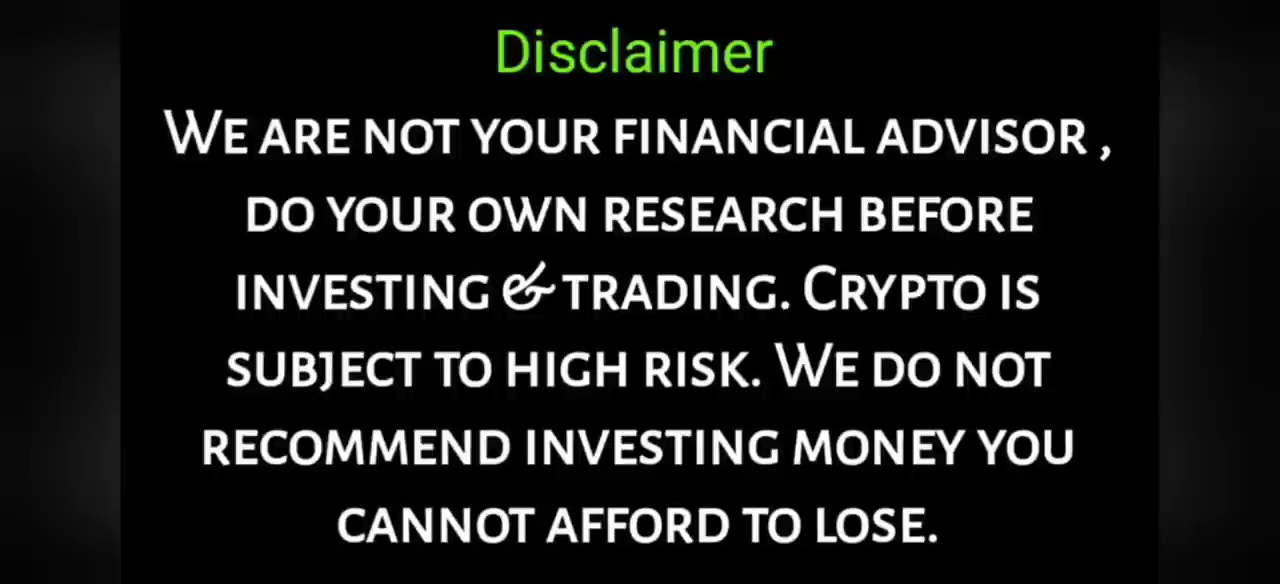 Disclaimer
We are not your financial advisor ,
do your own research before
investing & trading. Crypto is
subject to high risk. We do not
recommend investing money you
cannot afford to lose.